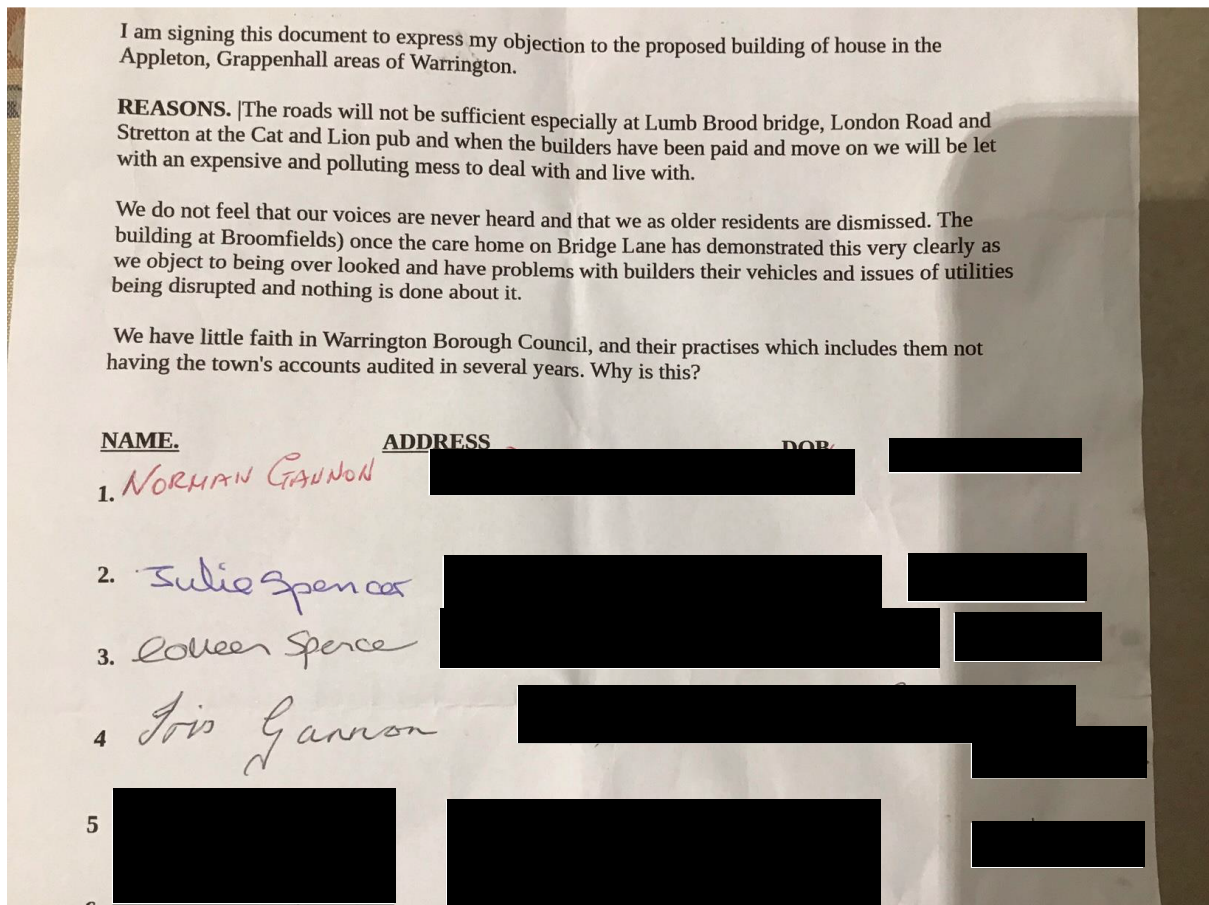 I am signing this document to express my objection to the proposed building of house in the
Appleton, Grappenhall areas of Warrington.
REASONS. |The roads will not be sufficient especially at Lumb Brood bridge, London Road and
Stretton at the Cat and Lion pub and when the builders have been paid and move on we will be let
with an expensive and polluting mess to deal with and live with.
We do not feel that our voices are never heard and that we as older residents are dismissed. The
building at Broomfields) once the care home on Bridge Lane has demonstrated this very clearly as
we object to being over looked and have problems with builders their vehicles and issues of utilities
being disrupted and nothing is done about it.
We have little faith in Warrington Borough Council, and their practises which includes them not
having the town's accounts audited in several years. Why is this?
NAME. ADDRESS DOB
1. NORMAN GANNON
2. Julie Spencer
3. Colleen Spence
4 Iris Gannon
5